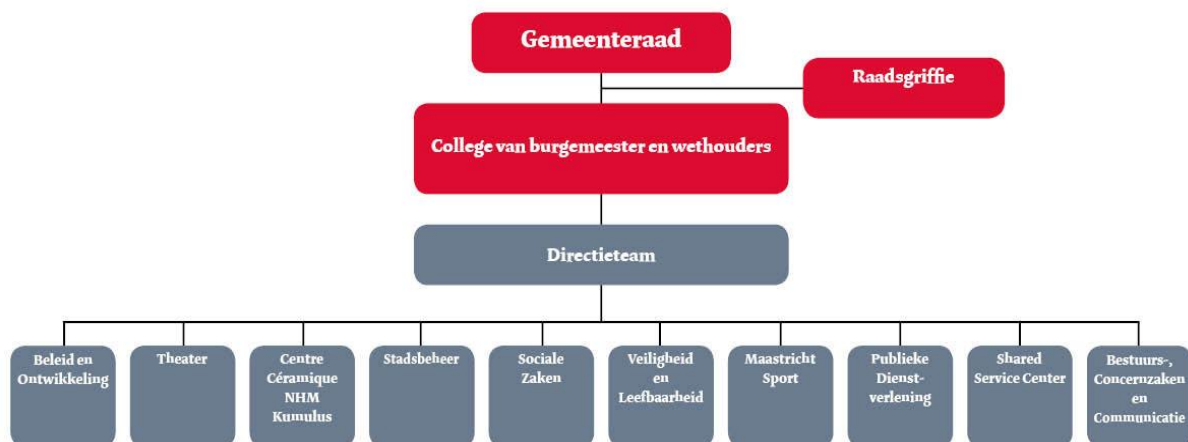 Gemeenteraad
Raadsgriffie
College van burgemeester en wethouders
Directieteam
Beleid en
Ontwikkeling
Theater
Centre
Céramique
NHM
Kumulus
Stadsbeheer
Sociale
Zaken
Veiligheid
en
Leefbaarheid
Maastricht
Sport
Publieke
Dienst-
verlening
Shared
Service Center
Bestuurs-,
Concernzaken
en
Communicatie